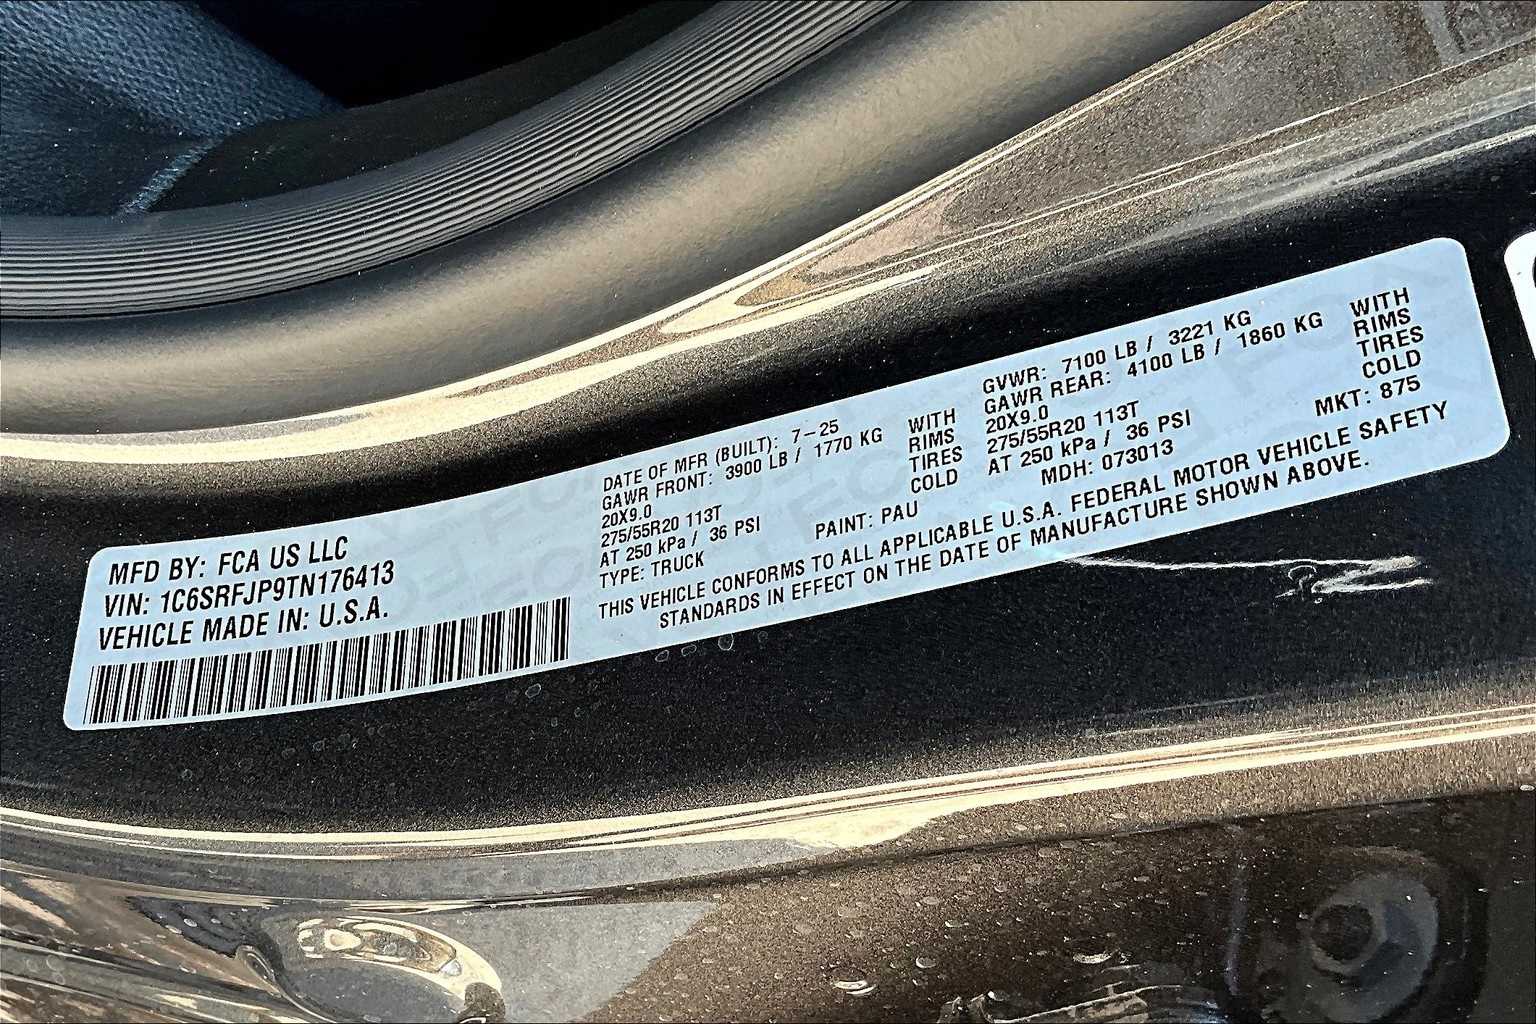 MFD BY: FCA US LLC
VIN: 1C6SRFJP9TN176413
VEHICLE MADE IN: U.S.A.
DATE OF MFR (BUILT): 7-25
GAWR FRONT: 3900 LB / 1770 KG WITH
20X9.0 RIMS
275/55R20 113T TIRES
AT 250 kPa / 36 PSI COLD
TYPE: TRUCK PAINT: PAU
GVWR: 7100 LB / 3221 KG
GAWR REAR: 4100 LB / 1860 KG WITH
20X9.0 RIMS
275/55R20 113T TIRES
AT 250 kPa / 36 PSI COLD
MDH: 073013 MKT: 875
THIS VEHICLE CONFORMS TO ALL APPLICABLE U.S.A. FEDERAL MOTOR VEHICLE SAFETY
STANDARDS IN EFFECT ON THE DATE OF MANUFACTURE SHOWN ABOVE.